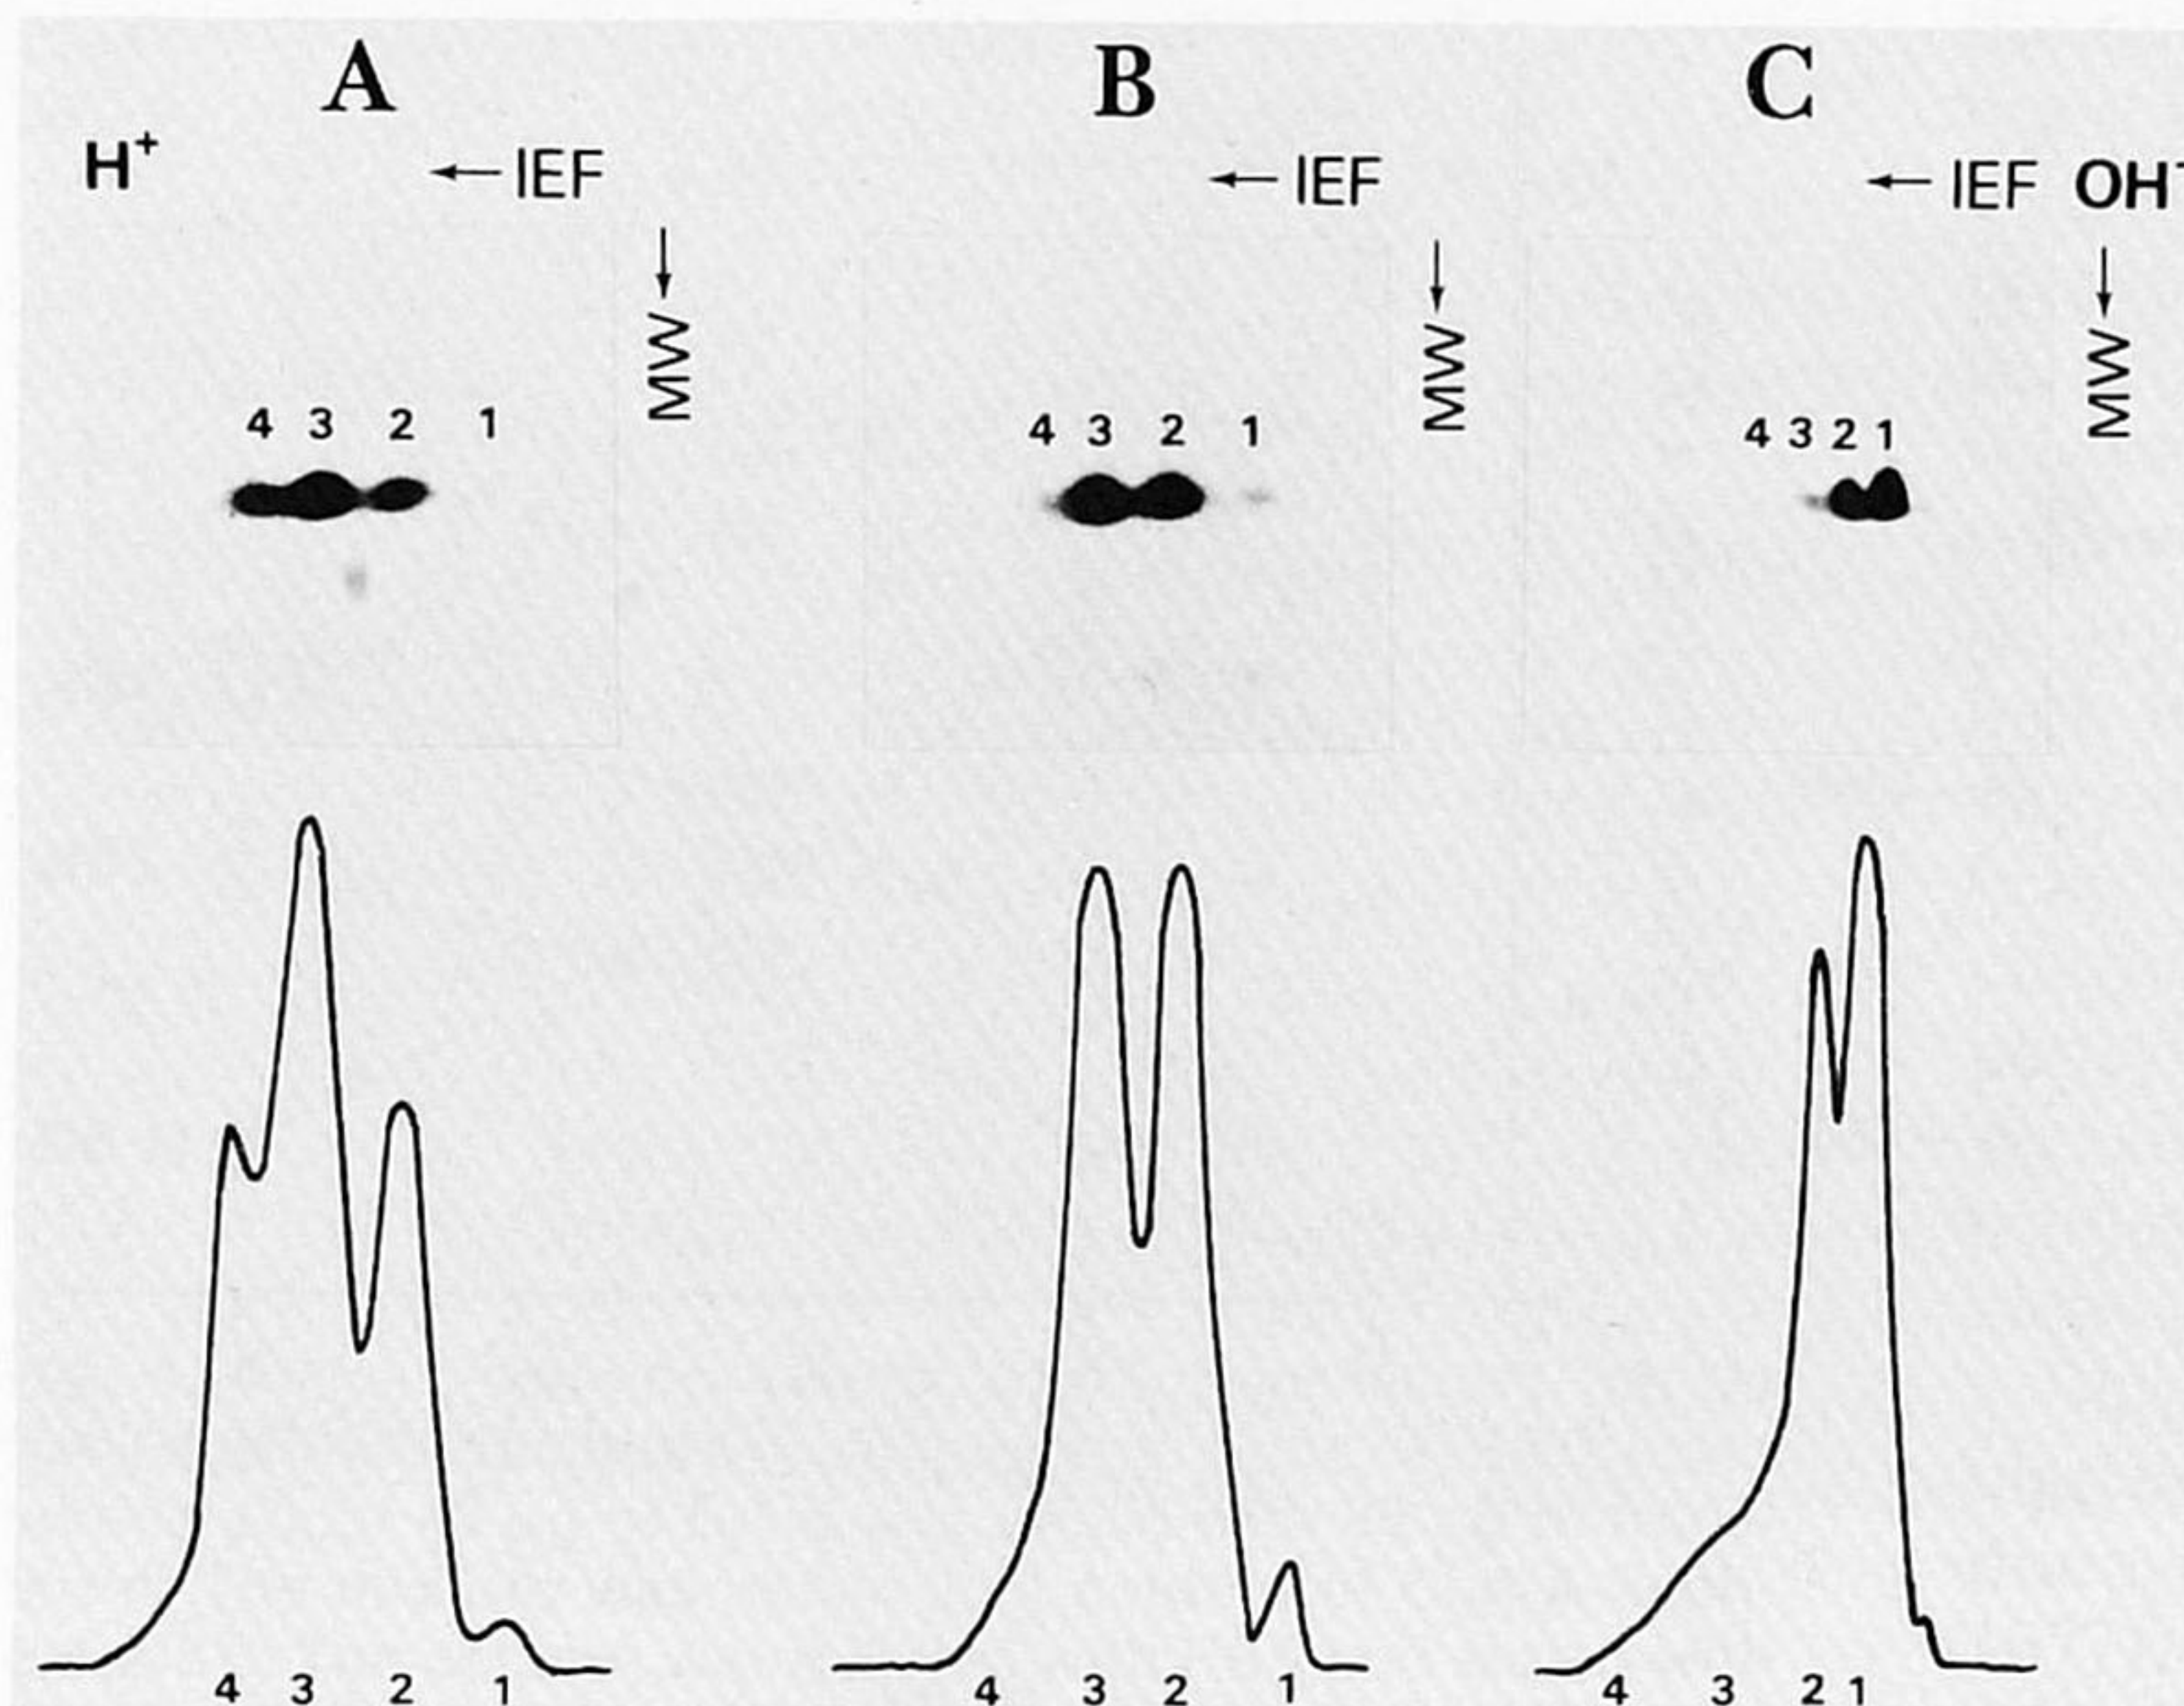 A B C
H⁺ ← IEF ← IEF ← IEF OH⁻
→ MW → MW → MW
4 3 2 1 4 3 2 1 4 3 2 1
4 3 2 1 4 3 2 1 4 3 2 1